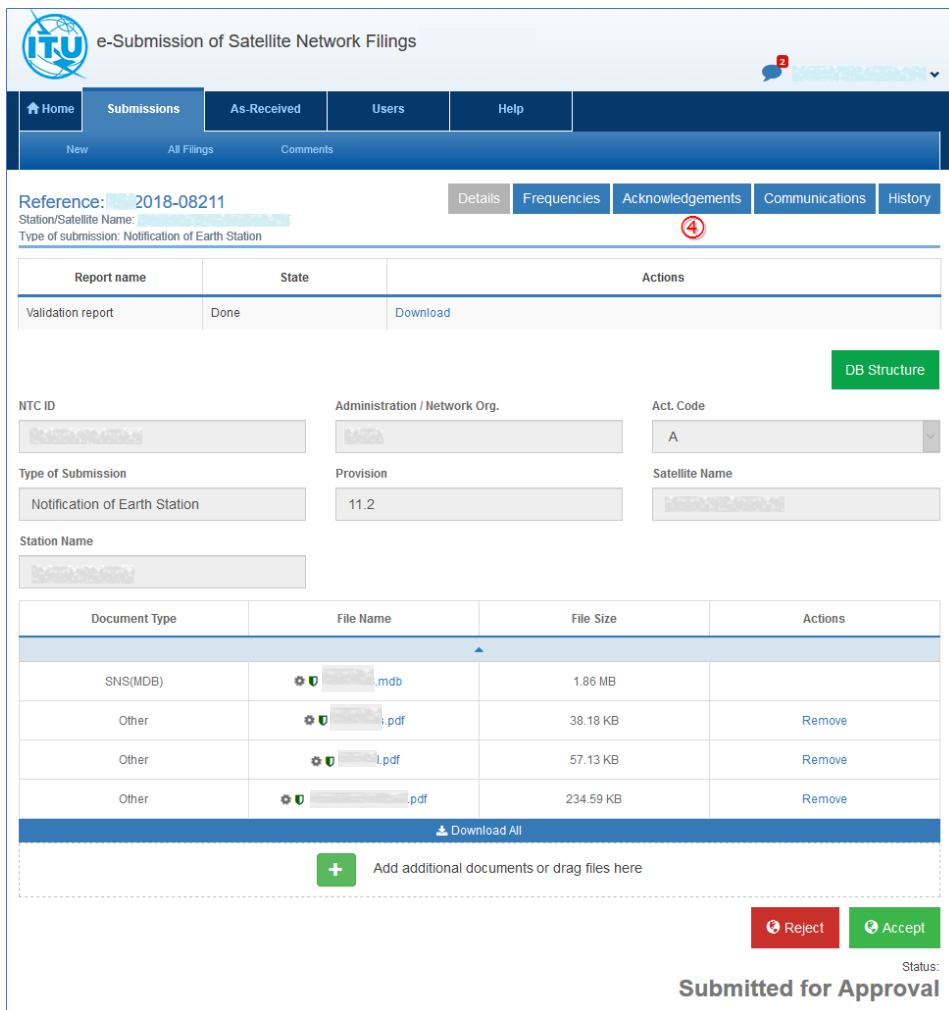 ITU
e-Submission of Satellite Network Filings
2
Home Submissions As-Received Users Help
New All Filings Comments
Reference: 2018-08211
Details Frequencies Acknowledgements Communications History
Station/Satellite Name:
Type of submission: Notification of Earth Station
4
Report name State Actions
Validation report Done Download
DB Structure
NTC ID Administration / Network Org. Act. Code
A
Type of Submission Provision Satellite Name
Notification of Earth Station 11.2
Station Name
Document Type File Name File Size Actions
SNS(MDB) .mdb 1.86 MB
Other .pdf 38.18 KB Remove
Other l.pdf 57.13 KB Remove
Other .pdf 234.59 KB Remove
Download All
+ Add additional documents or drag files here
Reject Accept
Status:
Submitted for Approval